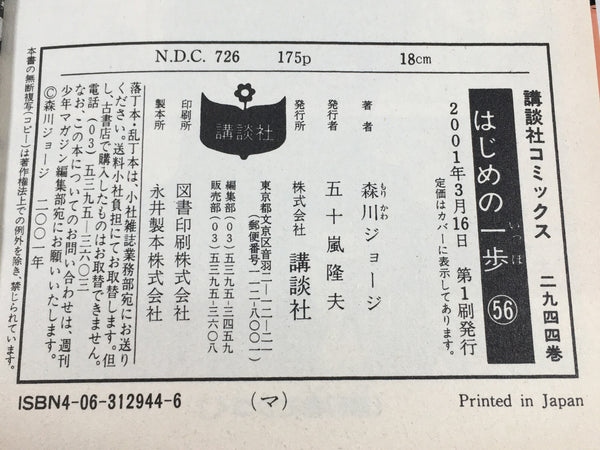 N.D.C. 726 175p 18cm
講談社コミックス 二九四四巻
はじめの一歩 ㊺
いっぽ
2001年3月16日 第1刷発行
定価はカバーに表示してあります。
著者 森川ジョージ
もりかわ
発行者 五十嵐隆夫
発行所 株式会社 講談社
東京都文京区音羽二-一二-二一
(郵便番号一一二-八〇〇一)
編集部(〇三)五三九五-三四五九
販売部(〇三)五三九五-三六〇八
講談社
印刷所 図書印刷株式会社
製本所 永井製本株式会社
落丁本・乱丁本は、小社雑誌業務部宛にお送り
ください。送料小社負担にてお取替します。但
し、古書店で購入したものはお取替できません。
電話(〇三)五三九五-三六〇三
なお、この本についてのお問い合わせは、週刊
少年マガジン編集部宛にお願いいたします。
©森川ジョージ 二〇〇一年
本書の無断複写(コピー)は著作権法上での例外を除き、禁じられています。
ISBN4-06-312944-6 (マ) Printed in Japan